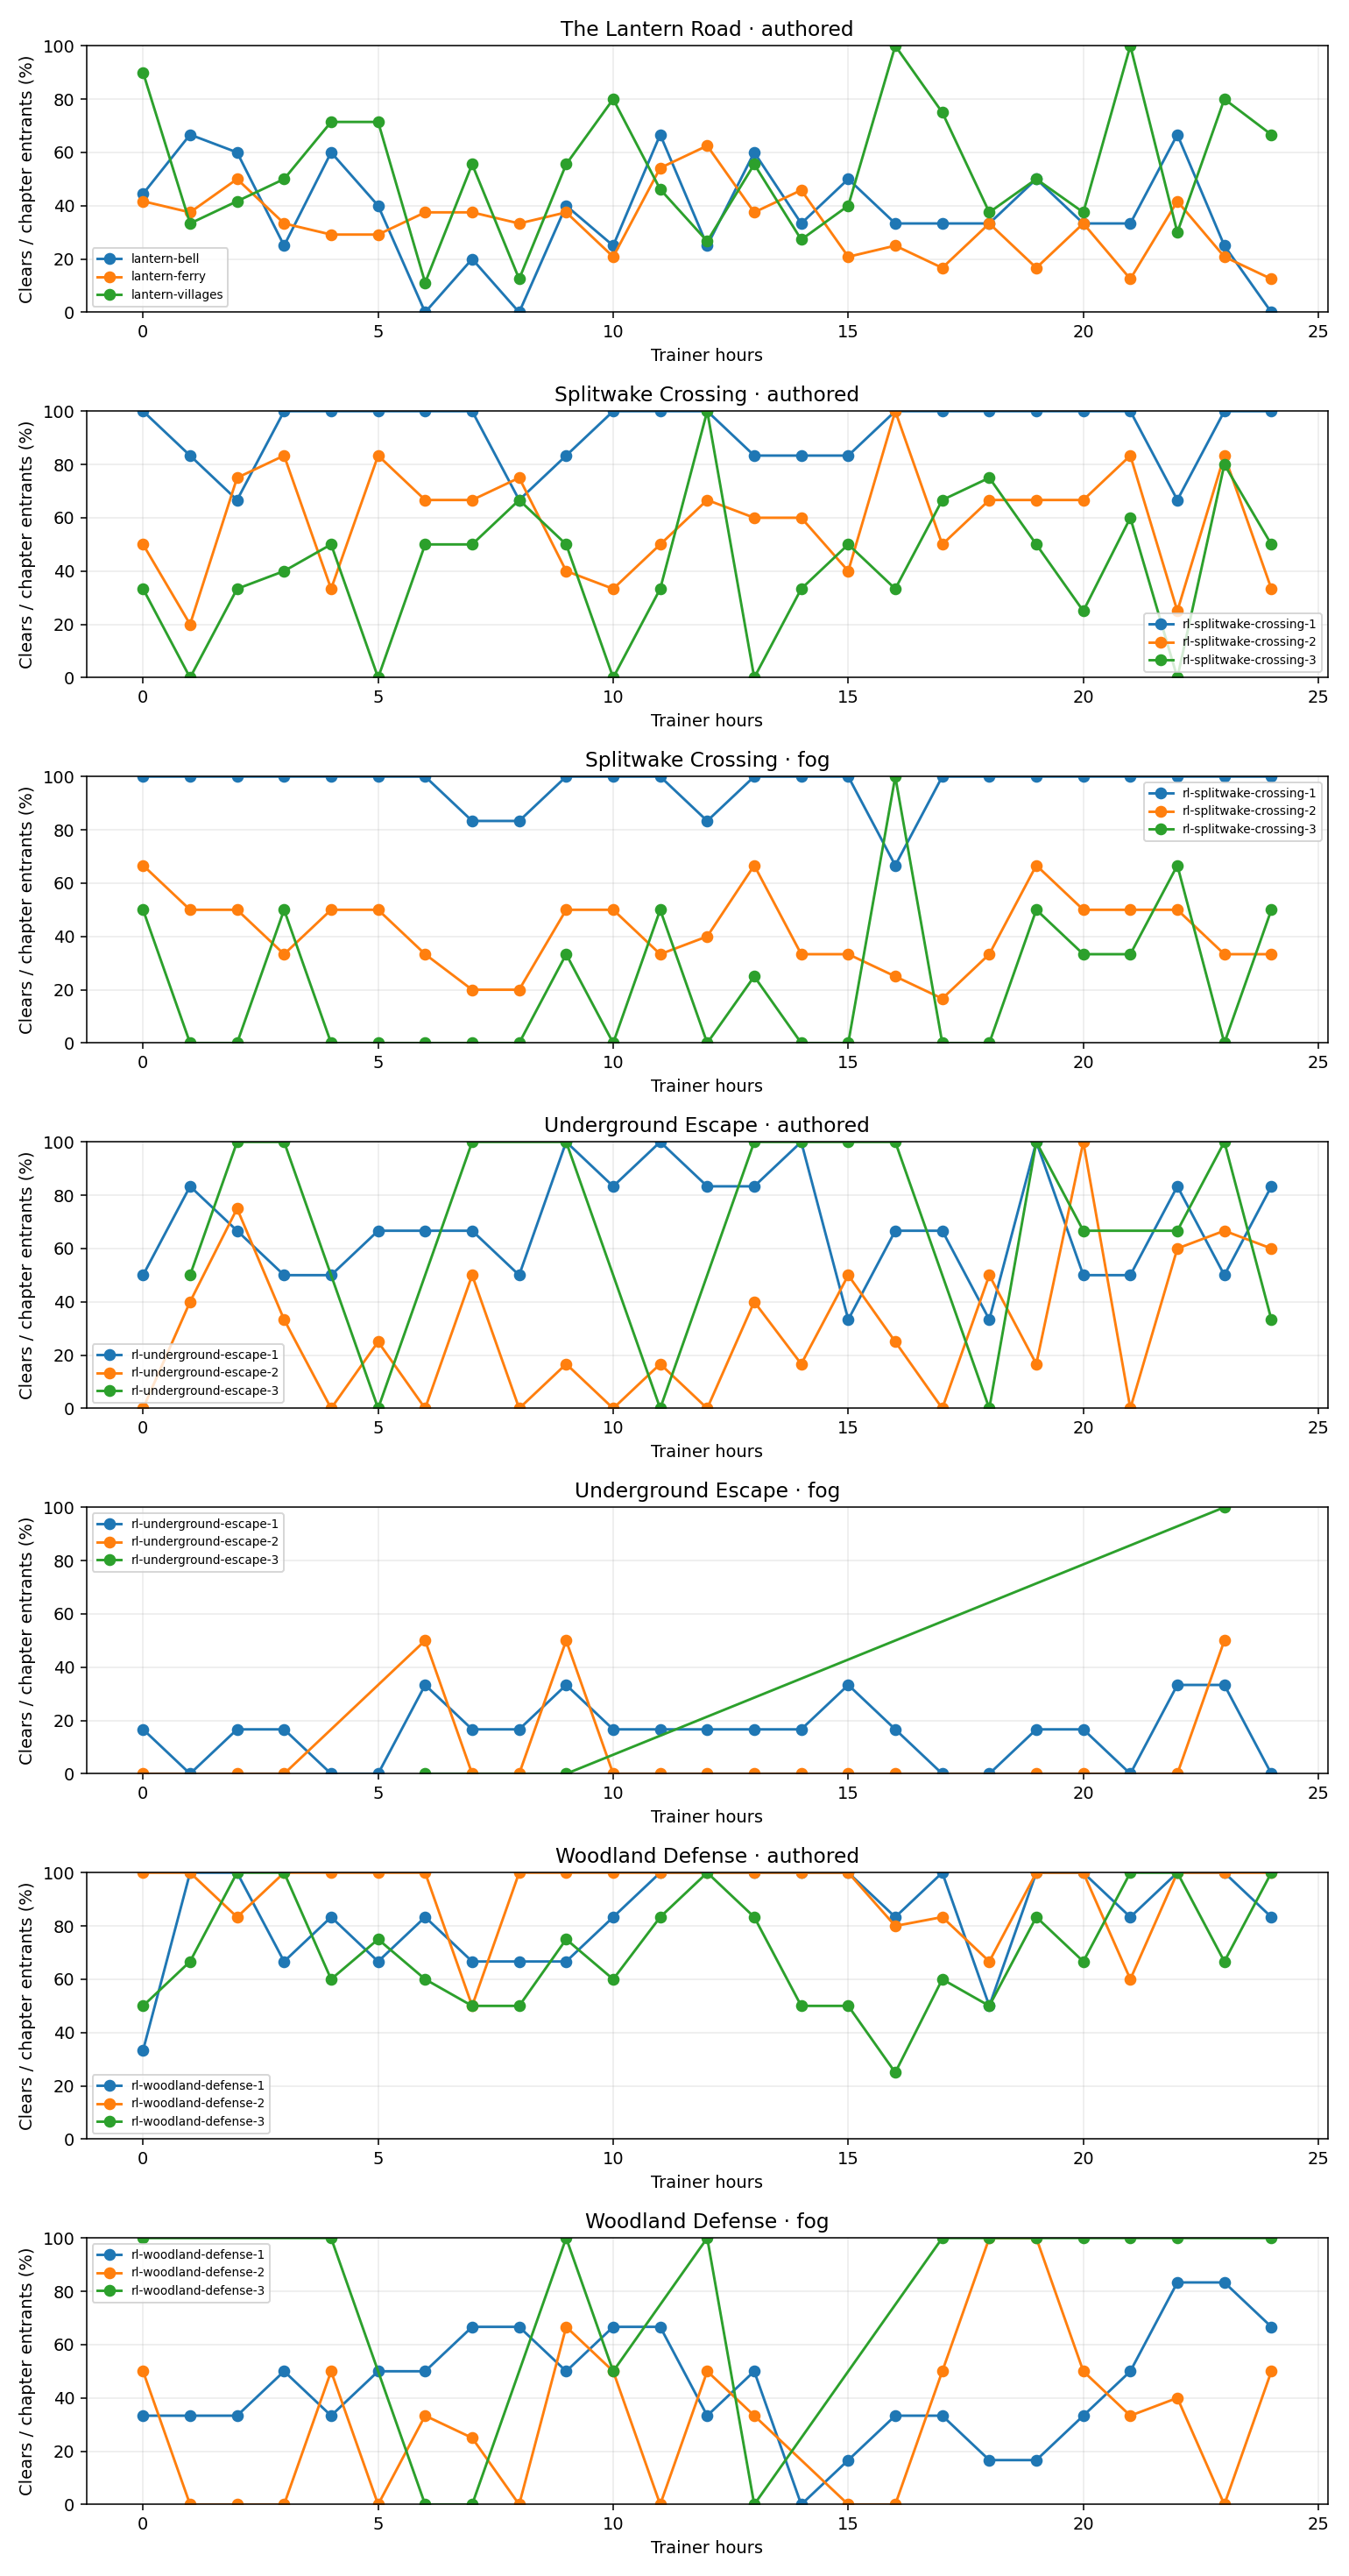 The Lantern Road · authored
Clears / chapter entrants (%)
100
80
60
40
20
0
lantern-bell
lantern-ferry
lantern-villages
0 5 10 15 20 25
Trainer hours
Splitwake Crossing · authored
Clears / chapter entrants (%)
100
80
60
40
20
0
rl-splitwake-crossing-1
rl-splitwake-crossing-2
rl-splitwake-crossing-3
0 5 10 15 20 25
Trainer hours
Splitwake Crossing · fog
Clears / chapter entrants (%)
100
80
60
40
20
0
rl-splitwake-crossing-1
rl-splitwake-crossing-2
rl-splitwake-crossing-3
0 5 10 15 20 25
Trainer hours
Underground Escape · authored
Clears / chapter entrants (%)
100
80
60
40
20
0
rl-underground-escape-1
rl-underground-escape-2
rl-underground-escape-3
0 5 10 15 20 25
Trainer hours
Underground Escape · fog
Clears / chapter entrants (%)
100
80
60
40
20
0
rl-underground-escape-1
rl-underground-escape-2
rl-underground-escape-3
0 5 10 15 20 25
Trainer hours
Woodland Defense · authored
Clears / chapter entrants (%)
100
80
60
40
20
0
rl-woodland-defense-1
rl-woodland-defense-2
rl-woodland-defense-3
0 5 10 15 20 25
Trainer hours
Woodland Defense · fog
Clears / chapter entrants (%)
100
80
60
40
20
0
rl-woodland-defense-1
rl-woodland-defense-2
rl-woodland-defense-3
0 5 10 15 20 25
Trainer hours